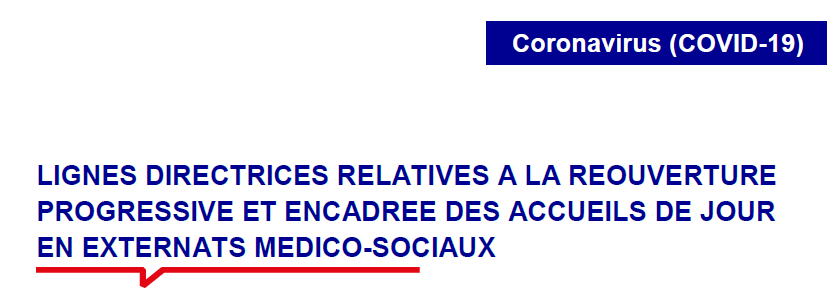 Coronavirus (COVID-19)
LIGNES DIRECTRICES RELATIVES A LA REOUVERTURE
PROGRESSIVE ET ENCADREE DES ACCUEILS DE JOUR
EN EXTERNATS MEDICO-SOCIAUX